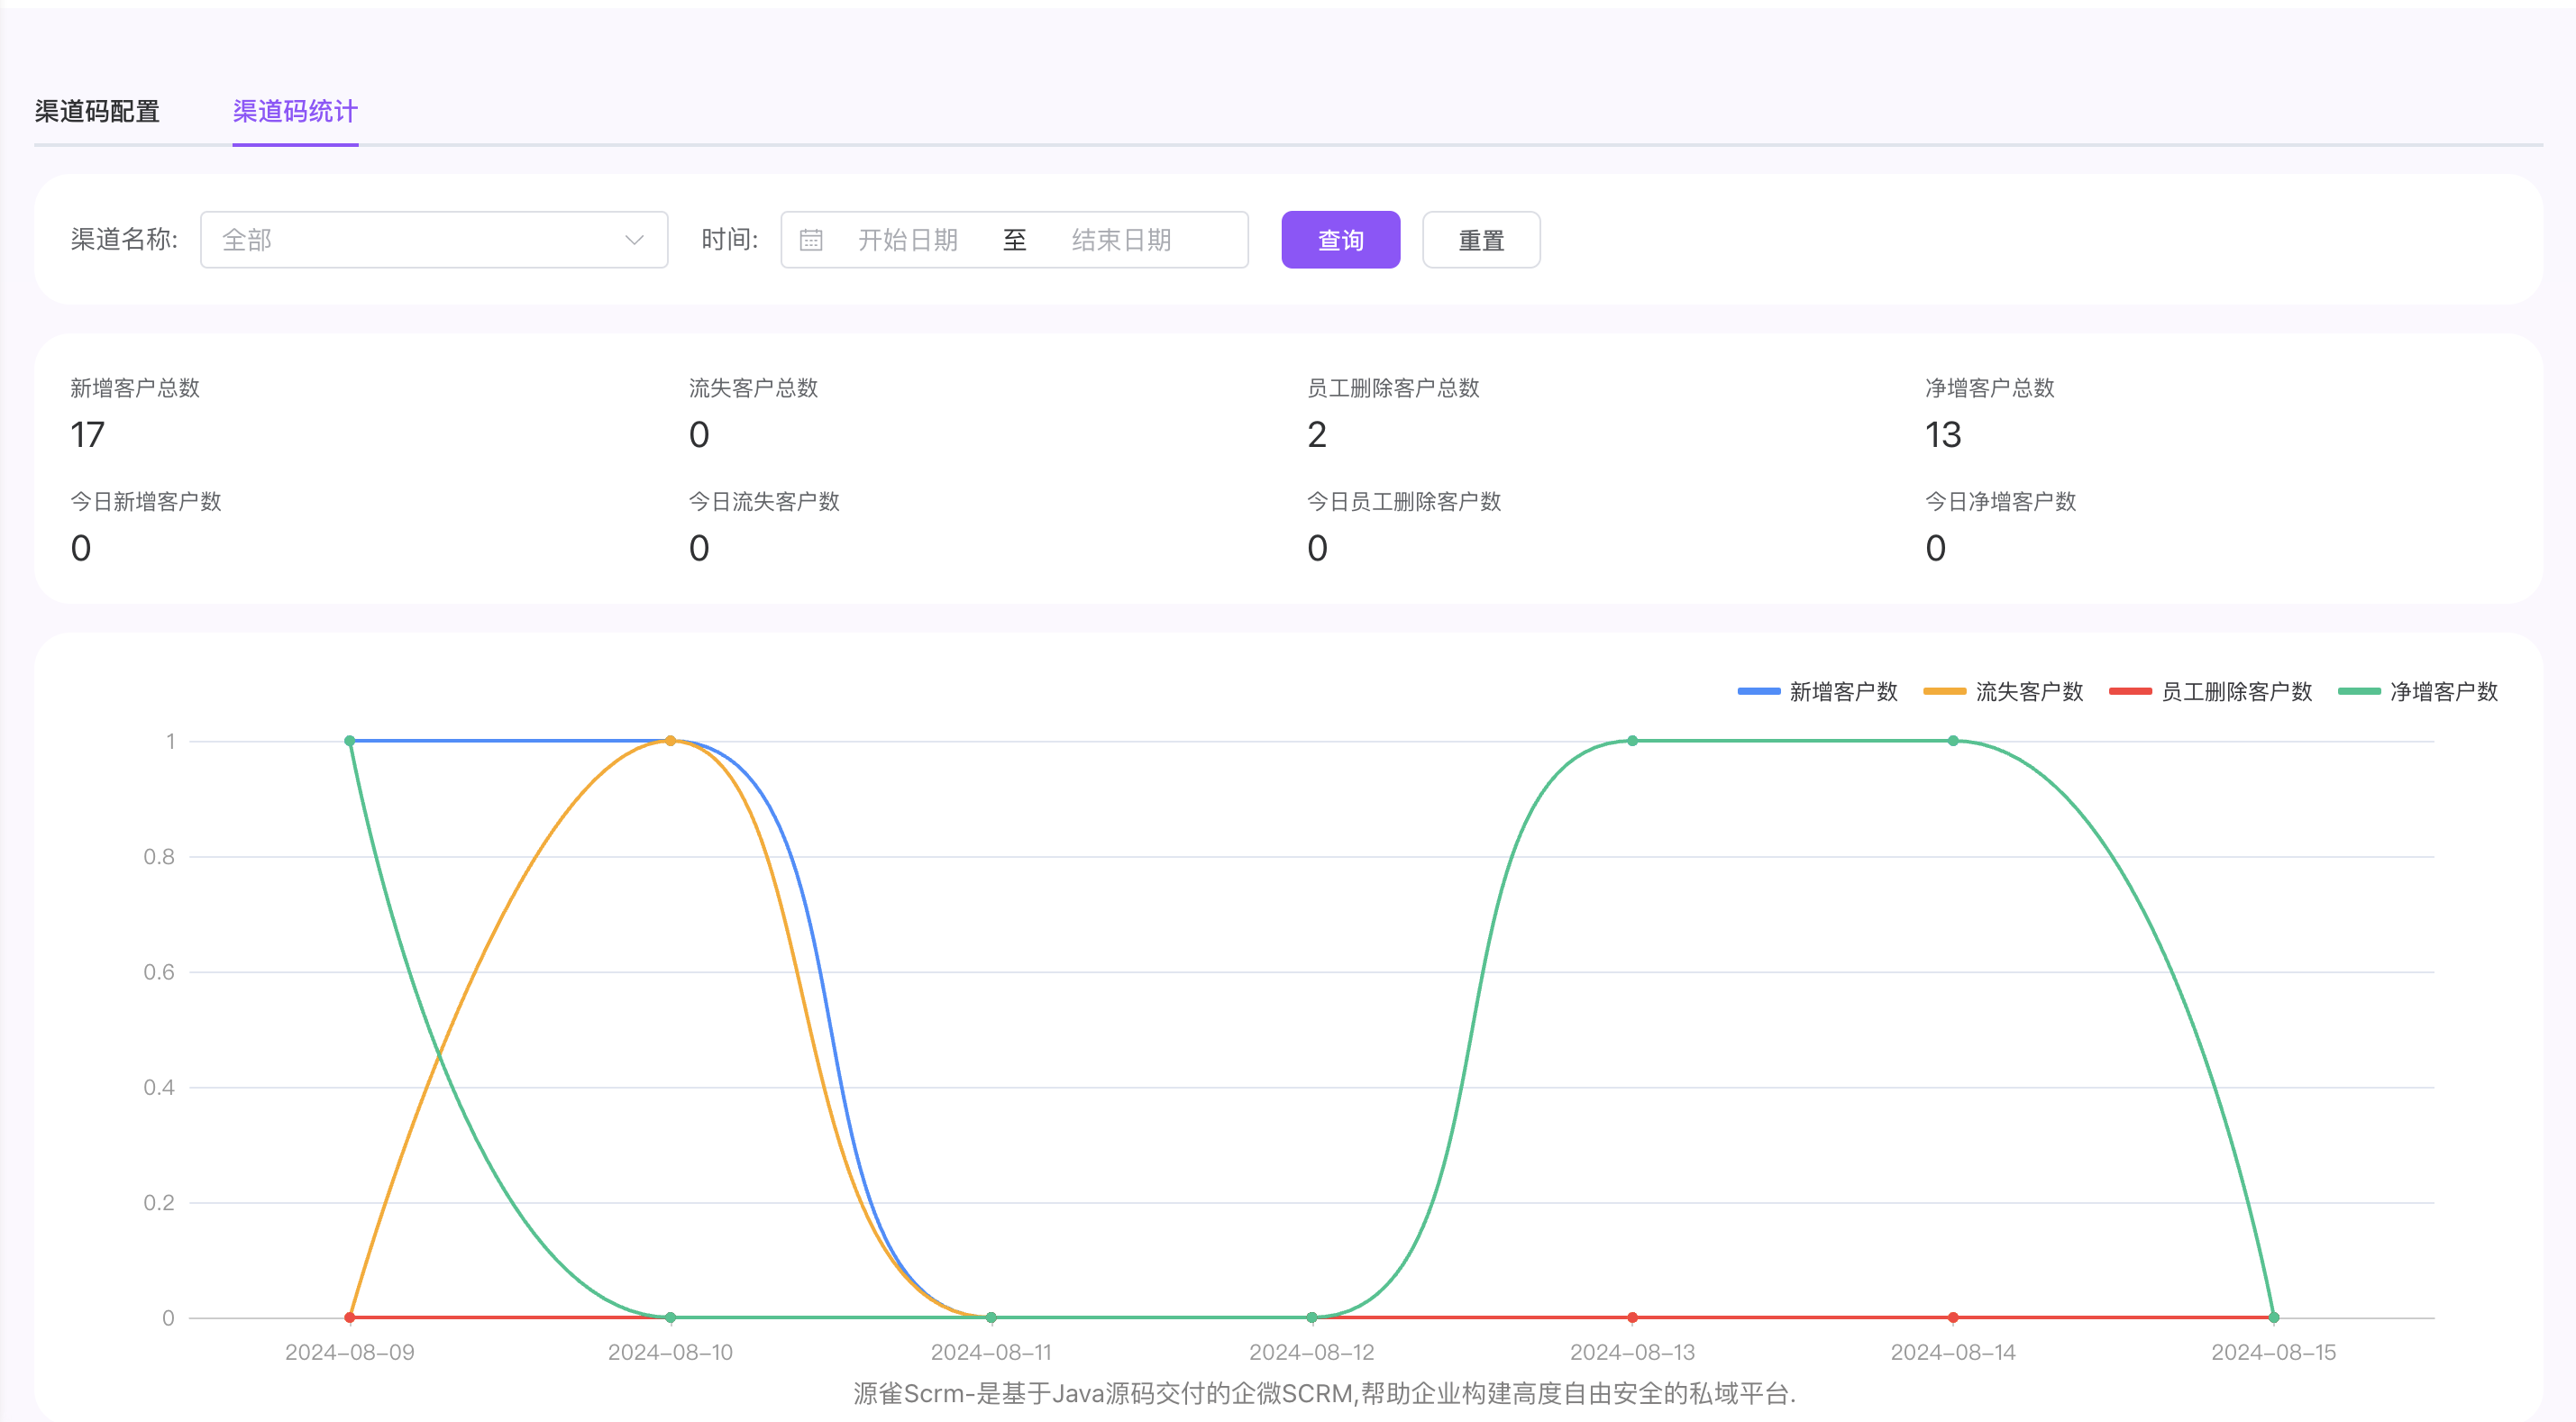 渠道码配置 渠道码统计
渠道名称: 全部 时间: 开始日期 至 结束日期 查询 重置
新增客户总数 流失客户总数 员工删除客户总数 净增客户总数
17 0 2 13
今日新增客户数 今日流失客户数 今日员工删除客户数 今日净增客户数
0 0 0 0
新增客户数 流失客户数 员工删除客户数 净增客户数
1
0.8
0.6
0.4
0.2
0
2024-08-09 2024-08-10 2024-08-11 2024-08-12 2024-08-13 2024-08-14 2024-08-15
源雀Scrm-是基于Java源码交付的企微SCRM,帮助企业构建高度自由安全的私域平台.